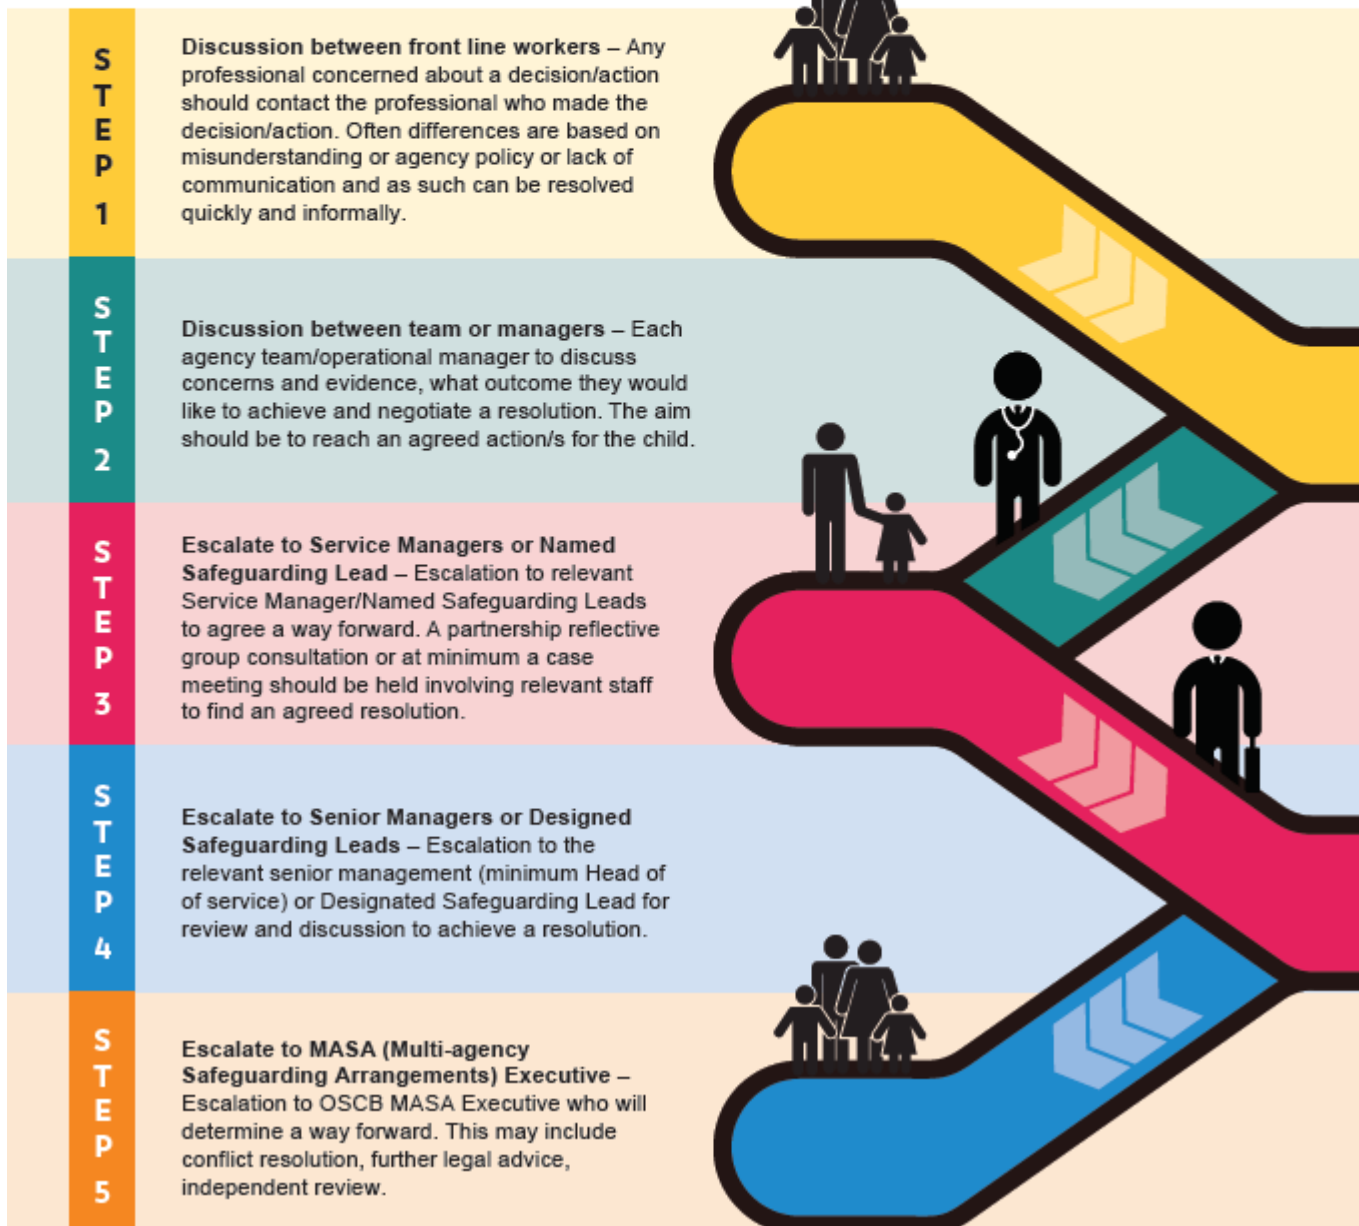 STEP 1
Discussion between front line workers – Any
professional concerned about a decision/action
should contact the professional who made the
decision/action. Often differences are based on
misunderstanding or agency policy or lack of
communication and as such can be resolved
quickly and informally.
STEP 2
Discussion between team or managers – Each
agency team/operational manager to discuss
concerns and evidence, what outcome they would
like to achieve and negotiate a resolution. The aim
should be to reach an agreed action/s for the child.
STEP 3
Escalate to Service Managers or Named
Safeguarding Lead – Escalation to relevant
Service Manager/Named Safeguarding Leads
to agree a way forward. A partnership reflective
group consultation or at minimum a case
meeting should be held involving relevant staff
to find an agreed resolution.
STEP 4
Escalate to Senior Managers or Designed
Safeguarding Leads – Escalation to the
relevant senior management (minimum Head of
of service) or Designated Safeguarding Lead for
review and discussion to achieve a resolution.
STEP 5
Escalate to MASA (Multi-agency
Safeguarding Arrangements) Executive –
Escalation to OSCB MASA Executive who will
determine a way forward. This may include
conflict resolution, further legal advice,
independent review.